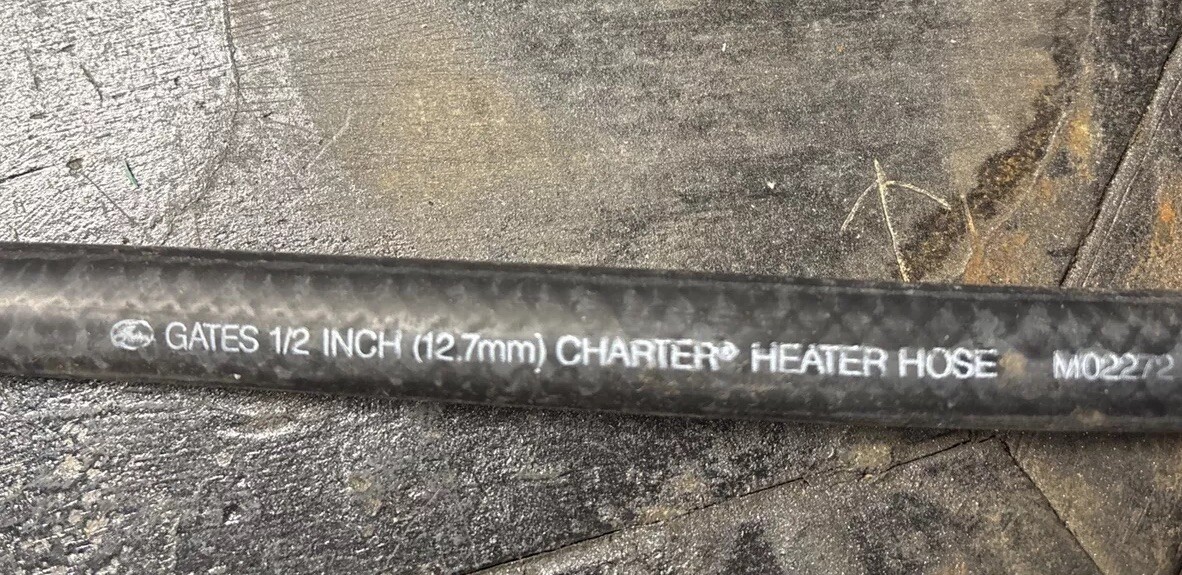 GATES 1/2 INCH (12.7mm) CHARTER® HEATER HOSE M02272